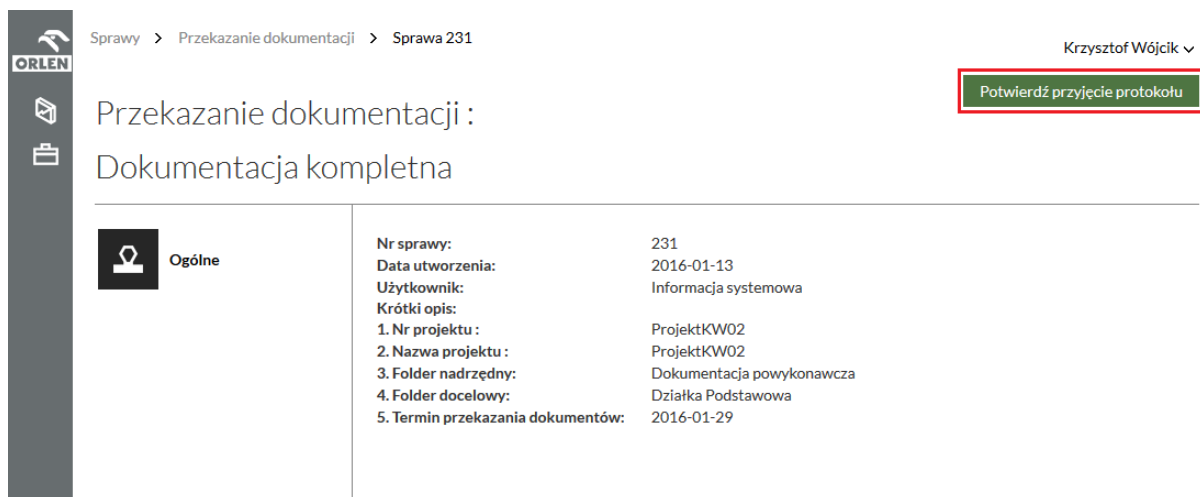 ORLEN
Sprawy > Przekazanie dokumentacji > Sprawa 231
Krzysztof Wójcik
Potwierdź przyjęcie protokołu
Przekazanie dokumentacji :
Dokumentacja kompletna
Ogólne
Nr sprawy: 231
Data utworzenia: 2016-01-13
Użytkownik: Informacja systemowa
Krótki opis:
1. Nr projektu : ProjektKW02
2. Nazwa projektu : ProjektKW02
3. Folder nadrzędny: Dokumentacja powykonawcza
4. Folder docelowy: Działka Podstawowa
5. Termin przekazania dokumentów: 2016-01-29